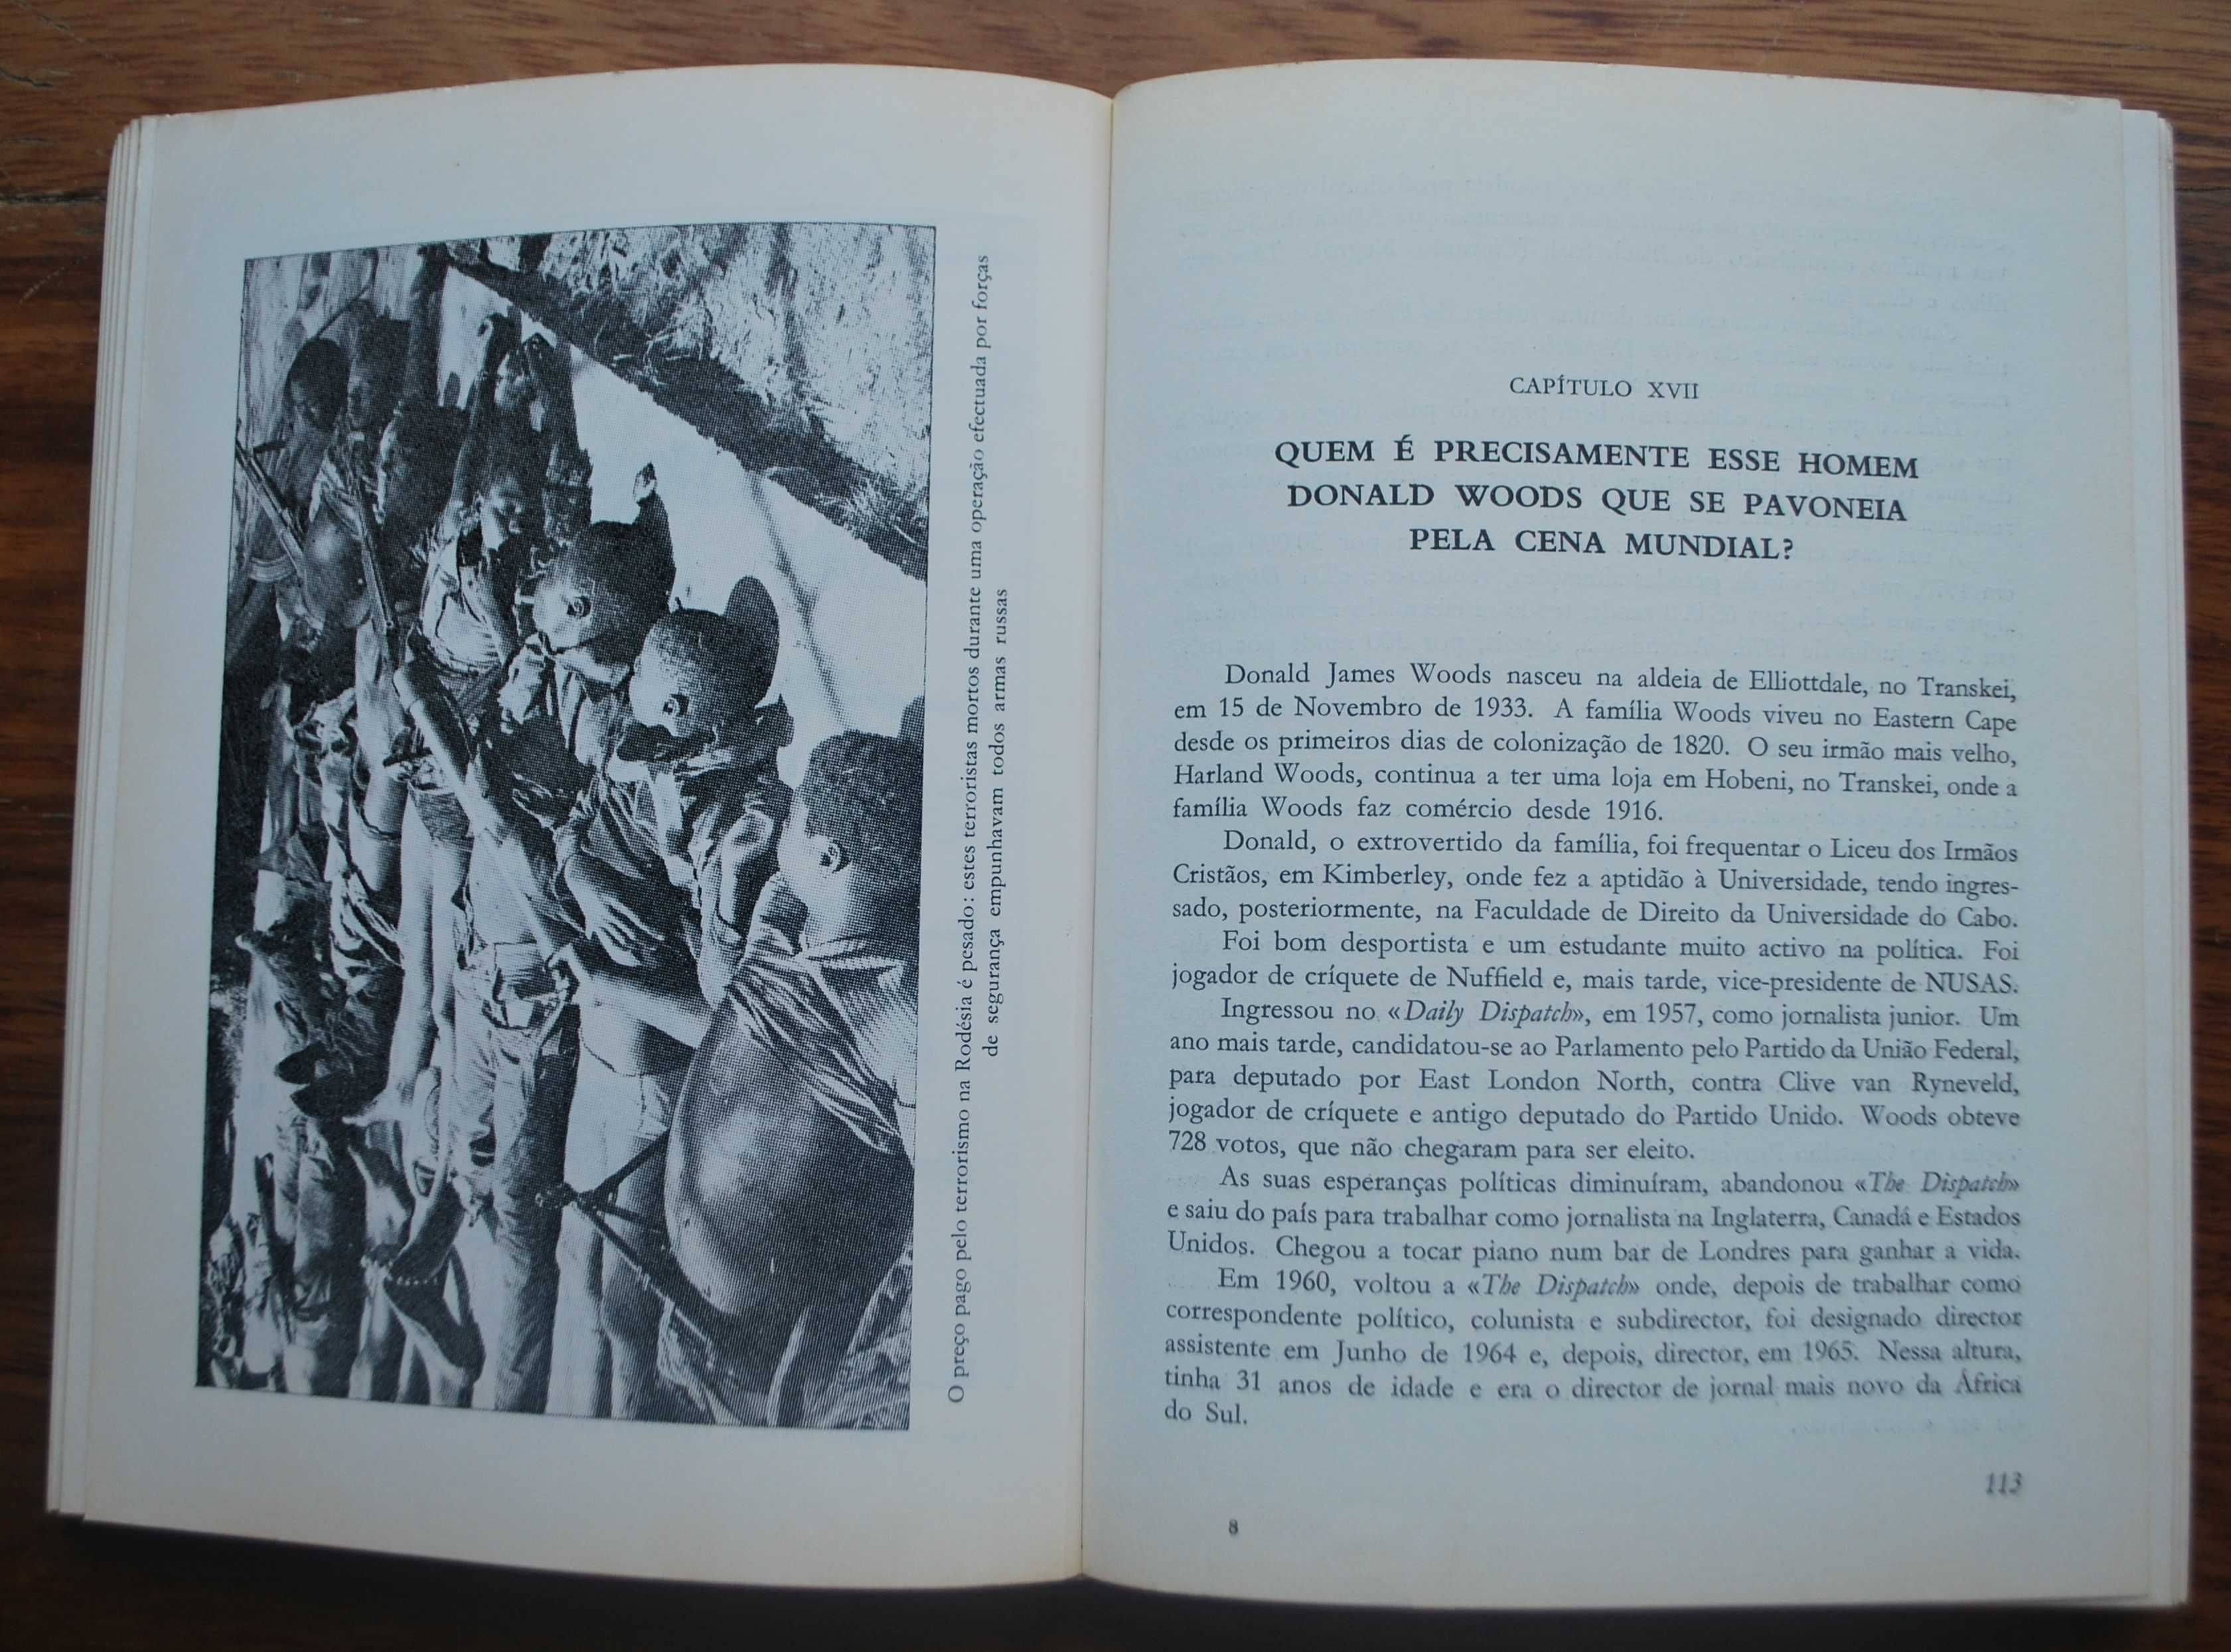 O preço pago pelo terrorismo na Rodésia é pesado: estes terroristas mortos durante uma operação efectuada por forças
de segurança empunhavam todos armas russas
CAPÍTULO XVII
QUEM É PRECISAMENTE ESSE HOMEM
DONALD WOODS QUE SE PAVONEIA
PELA CENA MUNDIAL?
Donald James Woods nasceu na aldeia de Elliottdale, no Transkei,
em 15 de Novembro de 1933. A família Woods viveu no Eastern Cape
desde os primeiros dias de colonização de 1820. O seu irmão mais velho,
Harland Woods, continua a ter uma loja em Hobeni, no Transkei, onde a
família Woods faz comércio desde 1916.
Donald, o extrovertido da família, foi frequentar o Liceu dos Irmãos
Cristãos, em Kimberley, onde fez a aptidão à Universidade, tendo ingres-
sado, posteriormente, na Faculdade de Direito da Universidade do Cabo.
Foi bom desportista e um estudante muito activo na política. Foi
jogador de críquete de Nuffield e, mais tarde, vice-presidente de NUSAS.
Ingressou no «Daily Dispatch», em 1957, como jornalista junior. Um
ano mais tarde, candidatou-se ao Parlamento pelo Partido da União Federal,
para deputado por East London North, contra Clive van Ryneveld,
jogador de críquete e antigo deputado do Partido Unido. Woods obteve
728 votos, que não chegaram para ser eleito.
As suas esperanças políticas diminuíram, abandonou «The Dispatch»
e saiu do país para trabalhar como jornalista na Inglaterra, Canadá e Estados
Unidos. Chegou a tocar piano num bar de Londres para ganhar a vida.
Em 1960, voltou a «The Dispatch» onde, depois de trabalhar como
correspondente político, colunista e subdirector, foi designado director
assistente em Junho de 1964 e, depois, director, em 1965. Nessa altura,
tinha 31 anos de idade e era o director de jornal mais novo da África
do Sul.
113
8